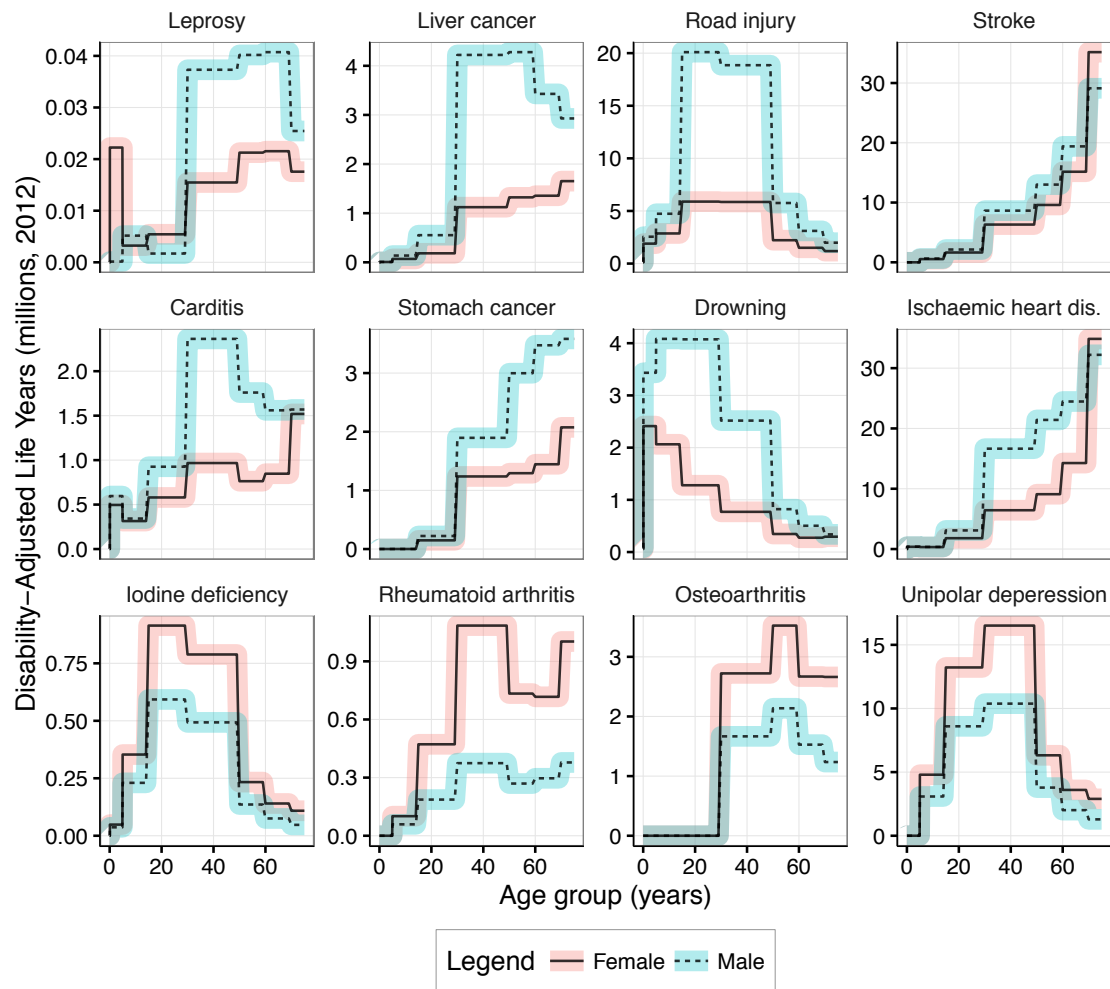 Disability−Adjusted Life Years (millions, 2012)
Leprosy
0.04
0.03
0.02
0.01
0.00
Liver cancer
4
3
2
1
0
Road injury
20
15
10
5
0
Stroke
30
20
10
0
Carditis
2.0
1.5
1.0
0.5
0.0
Stomach cancer
3
2
1
0
Drowning
4
3
2
1
0
Ischaemic heart dis.
30
20
10
0
Iodine deficiency
0.75
0.50
0.25
0.00
0 20 40 60
Rheumatoid arthritis
0.9
0.6
0.3
0.0
0 20 40 60
Osteoarthritis
3
2
1
0
0 20 40 60
Unipolar deperession
15
10
5
0
0 20 40 60
Age group (years)
Legend Female Male